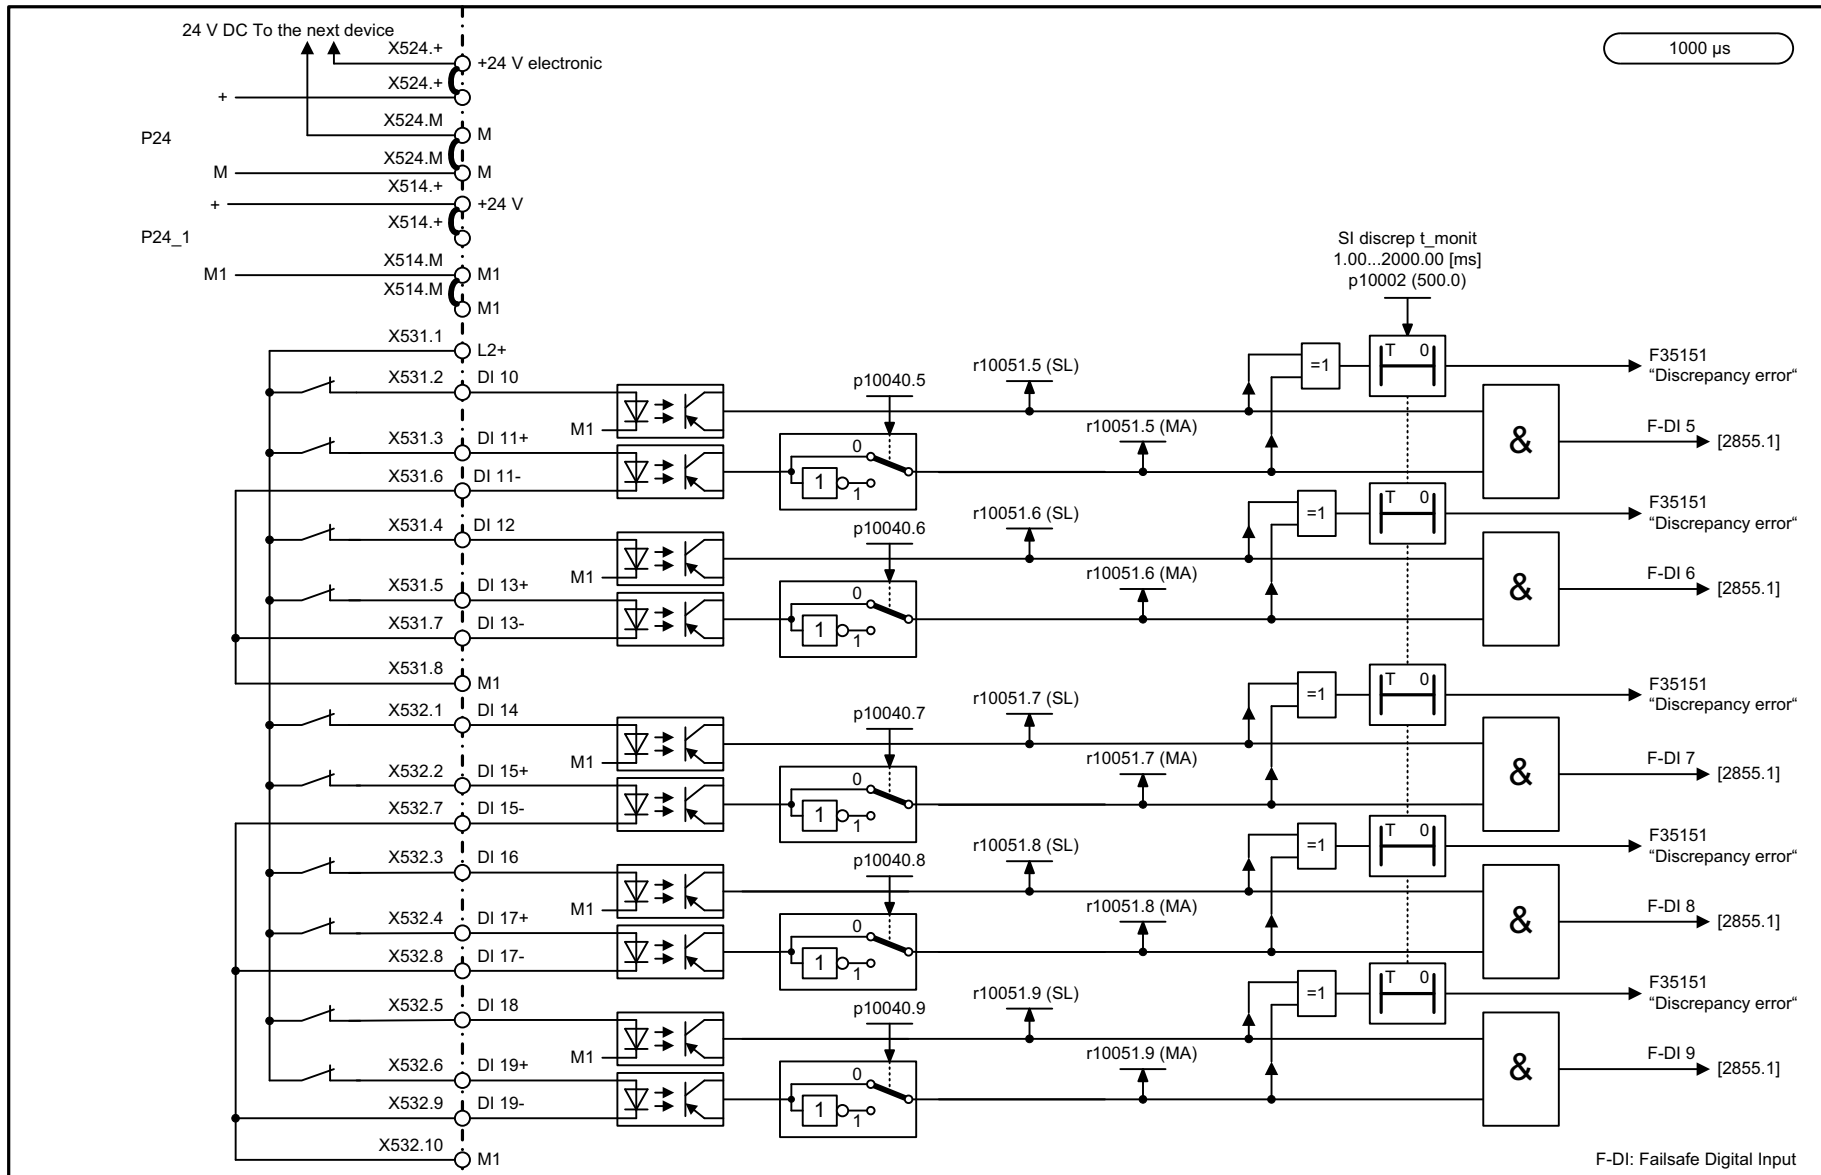 24 V DC To the next device
X524.+
+24 V electronic
1000 µs
X524.+
+
X524.M
M
P24
X524.M
M
M
X514.+
+
+24 V
X514.+
P24_1
X514.M
M1
M1
X514.M
M1
SI discrep t_monit
1.00...2000.00 [ms]
p10002 (500.0)
X531.1
L2+
X531.2
DI 10
M1
X531.3
DI 11+
X531.6
DI 11-
p10040.5
0
1
1
r10051.5 (SL)
r10051.5 (MA)
=1
T 0
F35151
“Discrepancy error“
&
F-DI 5
[2855.1]
X531.4
DI 12
M1
X531.5
DI 13+
X531.7
DI 13-
X531.8
M1
p10040.6
0
1
1
r10051.6 (SL)
r10051.6 (MA)
=1
T 0
F35151
“Discrepancy error“
&
F-DI 6
[2855.1]
X532.1
DI 14
M1
X532.2
DI 15+
X532.7
DI 15-
p10040.7
0
1
1
r10051.7 (SL)
r10051.7 (MA)
=1
T 0
F35151
“Discrepancy error“
&
F-DI 7
[2855.1]
X532.3
DI 16
M1
X532.4
DI 17+
X532.8
DI 17-
p10040.8
0
1
1
r10051.8 (SL)
r10051.8 (MA)
=1
T 0
F35151
“Discrepancy error“
&
F-DI 8
[2855.1]
X532.5
DI 18
M1
X532.6
DI 19+
X532.9
DI 19-
X532.10
M1
p10040.9
0
1
1
r10051.9 (SL)
r10051.9 (MA)
=1
T 0
F35151
“Discrepancy error“
&
F-DI 9
[2855.1]
F-DI: Failsafe Digital Input